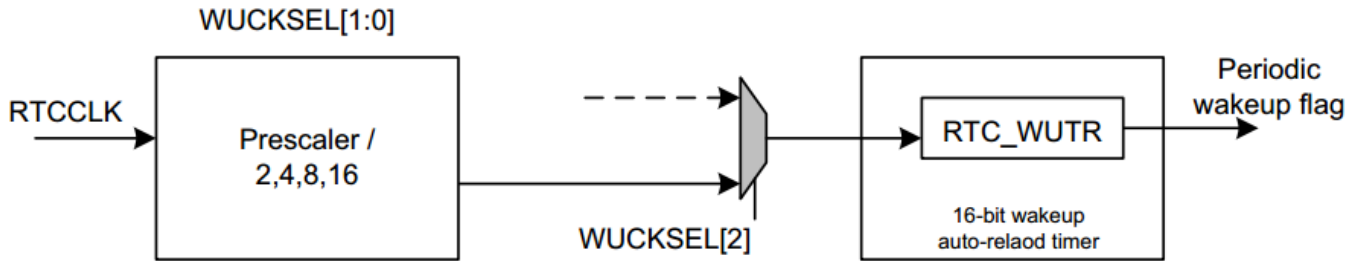 WUCKSEL[1:0]
RTCCLK
Prescaler /
2,4,8,16
WUCKSEL[2]
RTC_WUTR
16-bit wakeup
auto-relaod timer
Periodic
wakeup flag